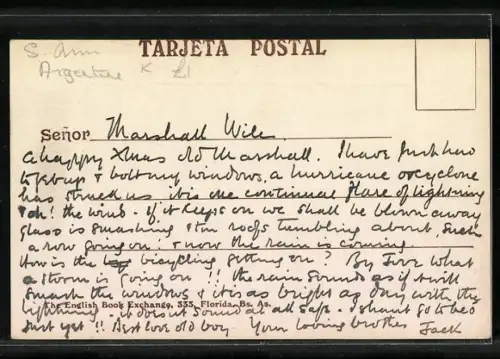 S. Am
Argentine K £1
TARJETA POSTAL
Señor Marshall Wile
A happy Xmas old Marshall. I have just had
to get up & bolt my windows, a hurricane or cyclone
has struck us it is one continual flare of lightning
& oh! the wind. If it keeps on we shall be blown away
glass is smashing & tin roofs tumbling about, such
a row going on! & now the rain is coming.
How is the bicycling getting on? By Jove what
a storm is going on!! the rain sounds as if it will
smash the windows & it is as bright as day with the
The English Book Exchange, 333, Florida, Bs. As.
lightning. it does not sound at all safe. I shant go to bed
just yet!! Best love old boy Your loving brother Jack